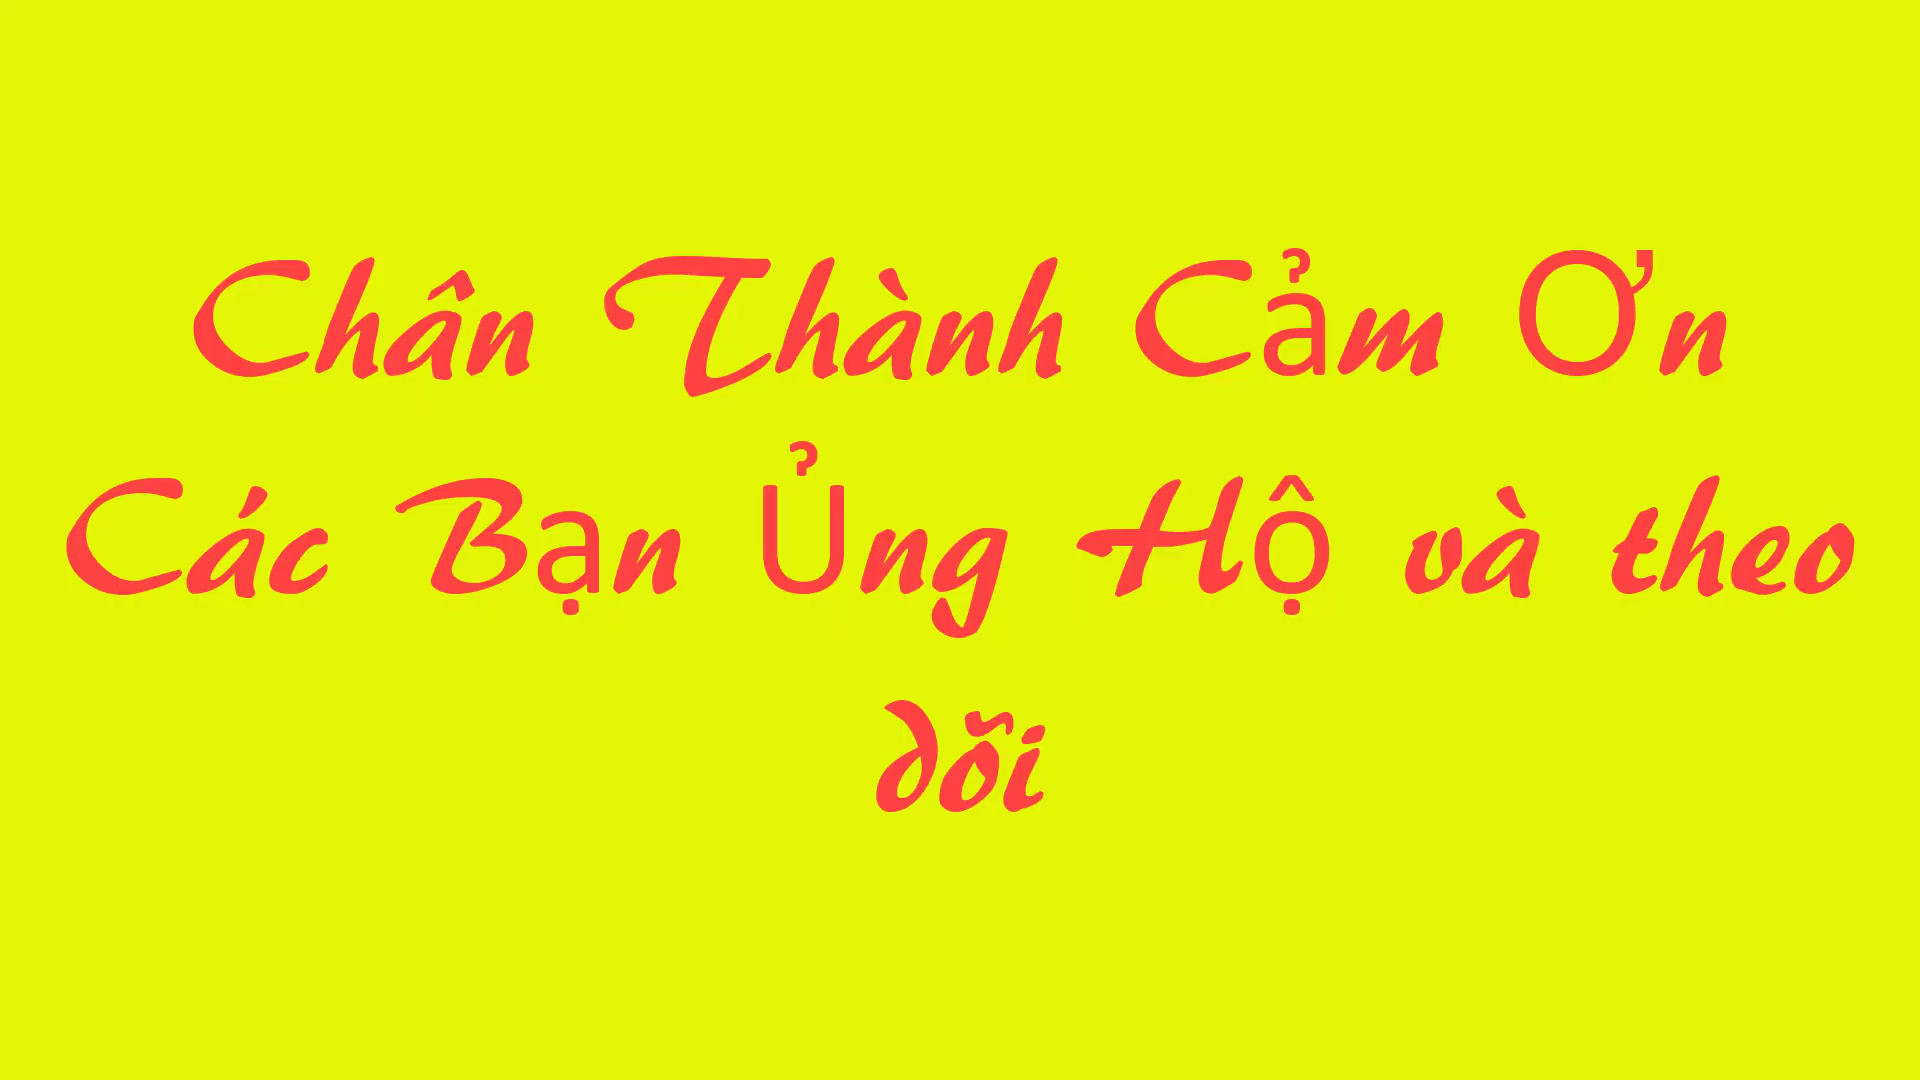 Chân Thành Cảm Ơn
Các Bạn Ủng Hộ và theo
dõi